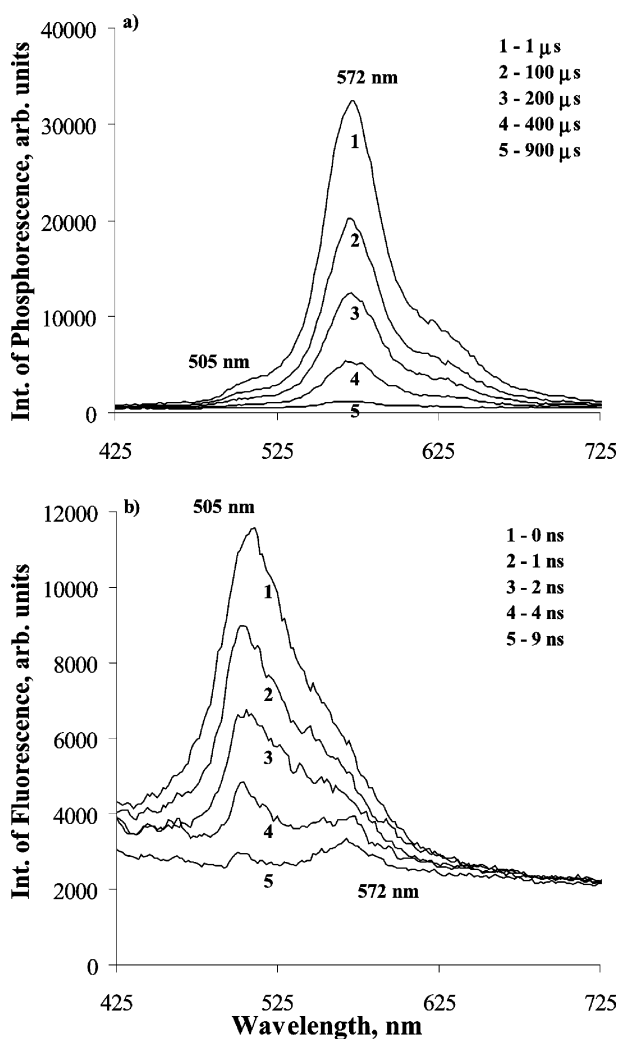 a)
40000
30000
20000
10000
0
Int. of Phosphorescence, arb. units
572 nm
505 nm
1 - 1 μs
2 - 100 μs
3 - 200 μs
4 - 400 μs
5 - 900 μs
1
2
3
4
5
425 525 625 725
b)
12000
10000
8000
6000
4000
2000
0
Int. of Fluorescence, arb. units
505 nm
1 - 0 ns
2 - 1 ns
3 - 2 ns
4 - 4 ns
5 - 9 ns
1
2
3
4
5
572 nm
425 525 625 725
Wavelength, nm